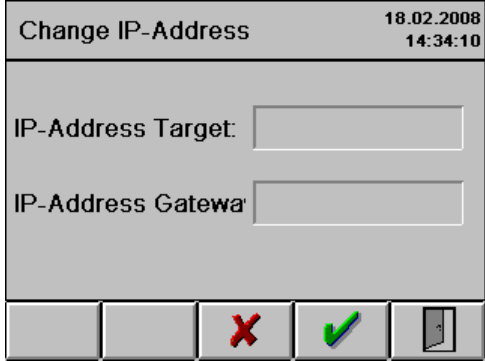 Change IP-Address
18.02.2008
14:34:10
IP-Address Target:
IP-Address Gatewa